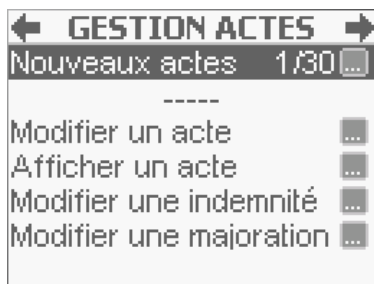 GESTION ACTES
Nouveaux actes 1/30 ...
-----
Modifier un acte ...
Afficher un acte ...
Modifier une indemnité ...
Modifier une majoration ...